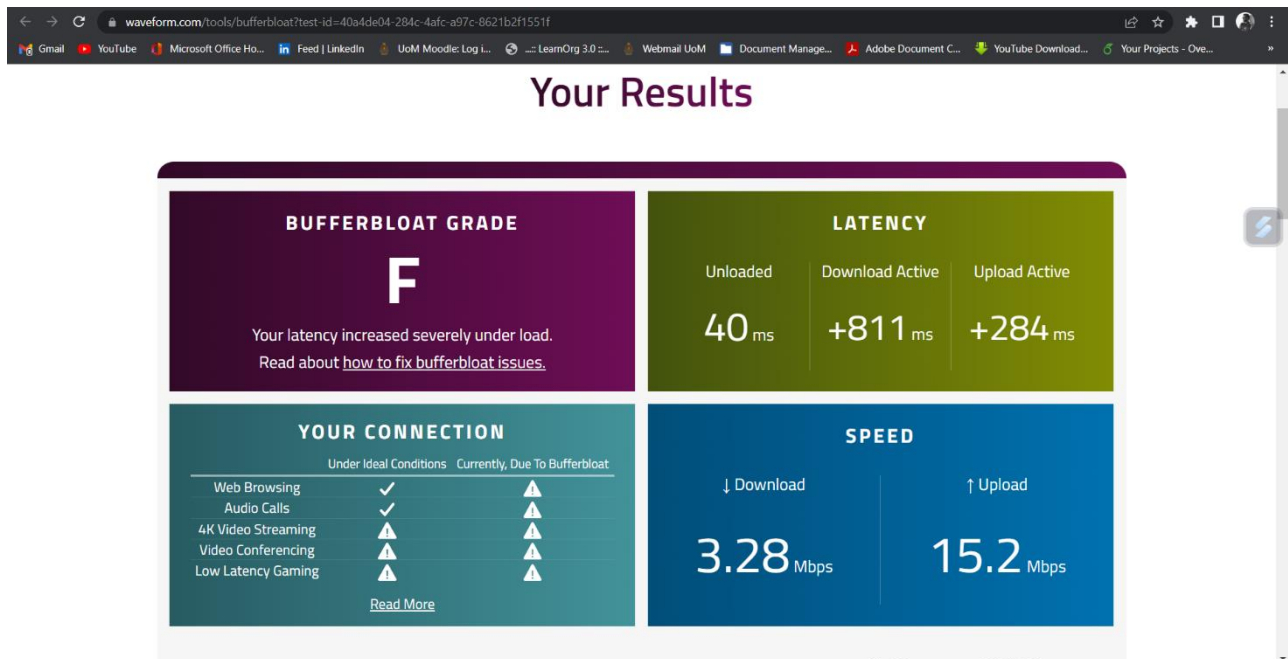 waveform.com/tools/bufferbloat?test-id=40a4de04-284c-4afc-a97c-8621b2f1551f
Gmail YouTube Microsoft Office Ho... Feed | LinkedIn UoM Moodle: Log i... ...:: LearnOrg 3.0 ::... Webmail UoM Document Manage... Adobe Document C... YouTube Download... Your Projects - Ove... »
Your Results
BUFFERBLOAT GRADE
F
Your latency increased severely under load.
Read about how to fix bufferbloat issues.
LATENCY
Unloaded Download Active Upload Active
40 ms +811 ms +284 ms
YOUR CONNECTION
Under Ideal Conditions Currently, Due To Bufferbloat
Web Browsing
Audio Calls
4K Video Streaming
Video Conferencing
Low Latency Gaming
Read More
SPEED
↓ Download ↑ Upload
3.28 Mbps 15.2 Mbps